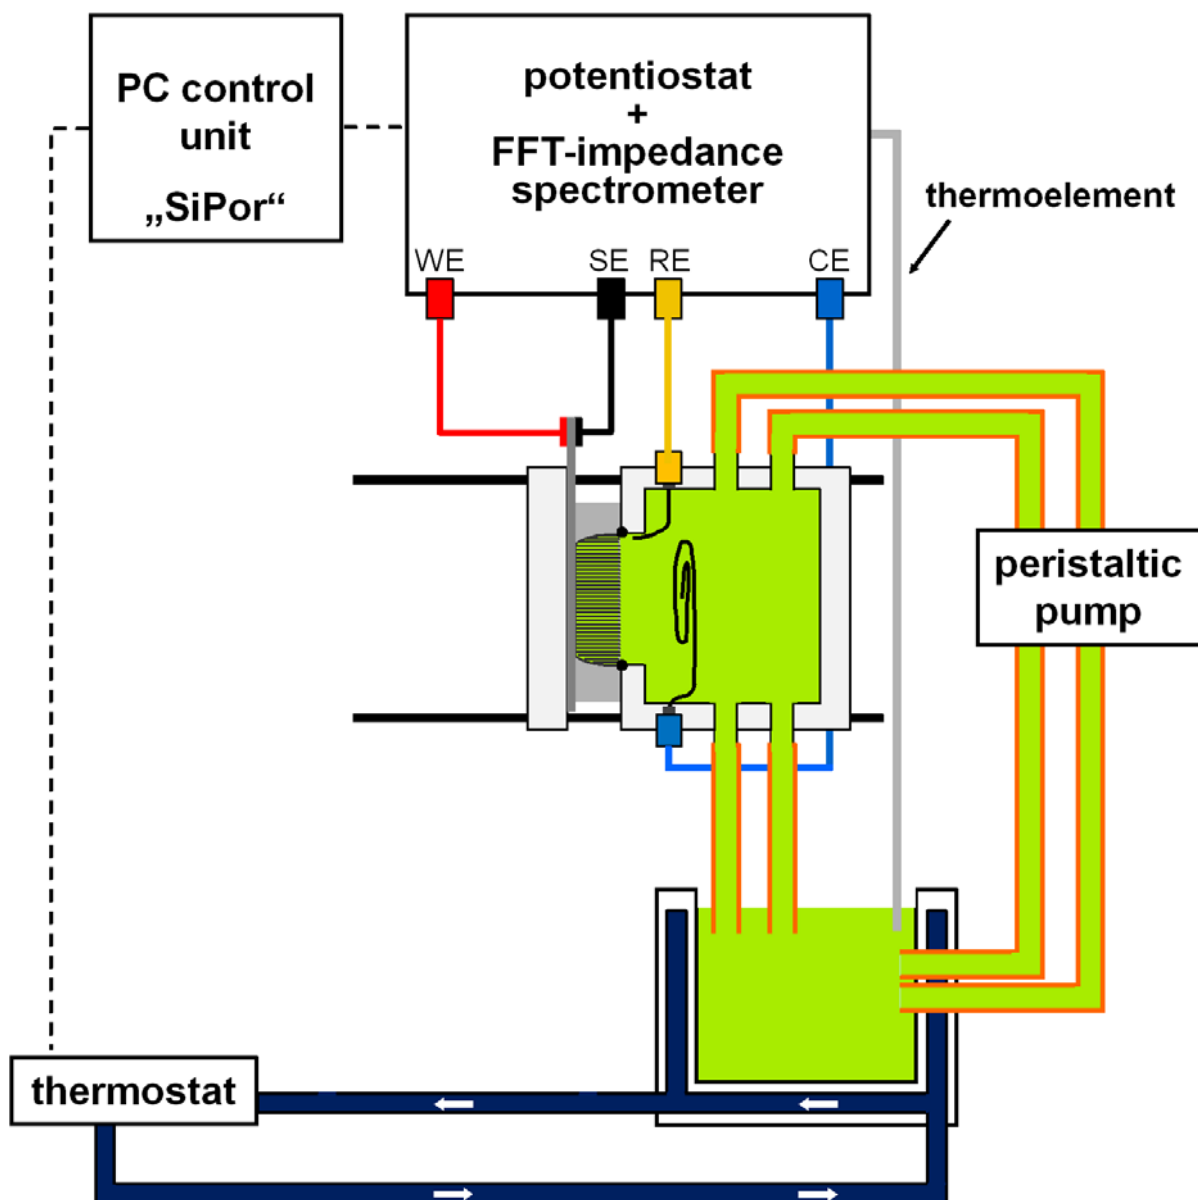 PC control
unit
„SiPor“
potentiostat
+
FFT-impedance
spectrometer
WE
SE
RE
CE
thermoelement
peristaltic
pump
thermostat